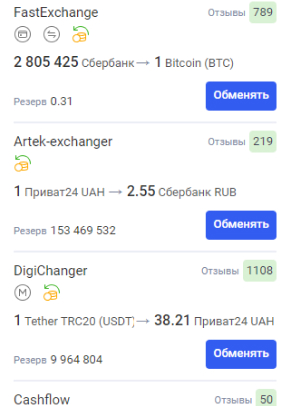 FastExchange Отзывы 789
2 805 425 Сбербанк → 1 Bitcoin (BTC)
Резерв 0.31 Обменять
Artek-exchanger Отзывы 219
1 Приват24 UAH → 2.55 Сбербанк RUB
Резерв 153 469 532 Обменять
DigiChanger Отзывы 1108
M
1 Tether TRC20 (USDT) → 38.21 Приват24 UAH
Резерв 9 964 804 Обменять
Cashflow Отзывы 50